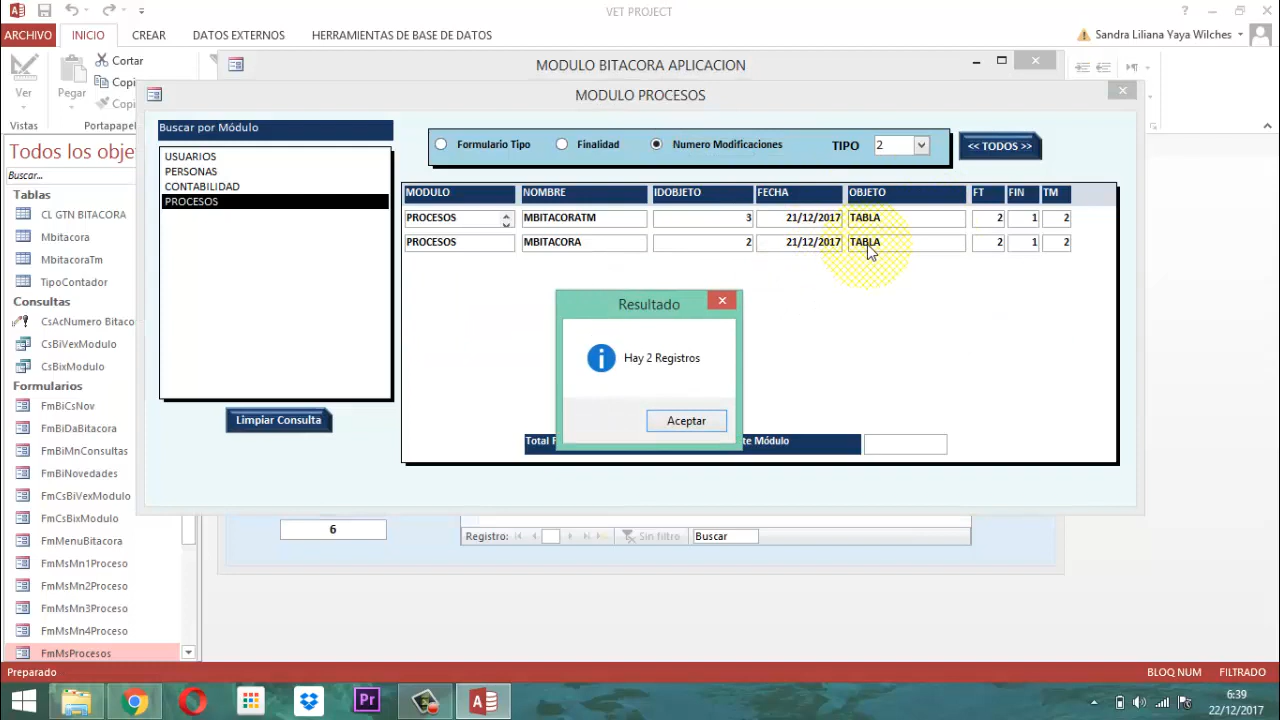 VET PROJECT
ARCHIVO INICIO CREAR DATOS EXTERNOS HERRAMIENTAS DE BASE DE DATOS
Sandra Liliana Yaya Wilches
Ver
Pegar
Cortar
Copi
Copi
Vistas
Portapape
MODULO BITACORA APLICACION
MODULO PROCESOS
Todos los obje
Buscar...
Tablas
CL GTN BITACORA
Bitacora
MbitacoraTm
TipoContador
Consultas
CsAcNumero Bitaco
CsBiVexModulo
CsBixModulo
Formularios
FmBiCsNov
FmBiDaBitacora
FmBiMnConsultas
FmBiNovedades
FmCsBiVexModulo
FmCsBixModulo
FmMenuBitacora
FmMsMn1Proceso
FmMsMn2Proceso
FmMsMn3Proceso
FmMsMn4Proceso
FmMsProcesos
Buscar por Módulo
USUARIOS
PERSONAS
CONTABILIDAD
PROCESOS
Limpiar Consulta
Formulario Tipo Finalidad Numero Modificaciones TIPO 2
<< TODOS >>
MODULO NOMBRE IDOBJETO FECHA OBJETO FT FIN TM
PROCESOS MBITACORATM 3 21/12/2017 TABLA 2 1 2
PROCESOS MBITACORA 2 21/12/2017 TABLA 2 1 2
Resultado
Hay 2 Registros
Aceptar
Módulo
6
Registro: Sin filtro Buscar
Preparado BLOQ NUM FILTRADO
Pr
6:39
22/12/2017